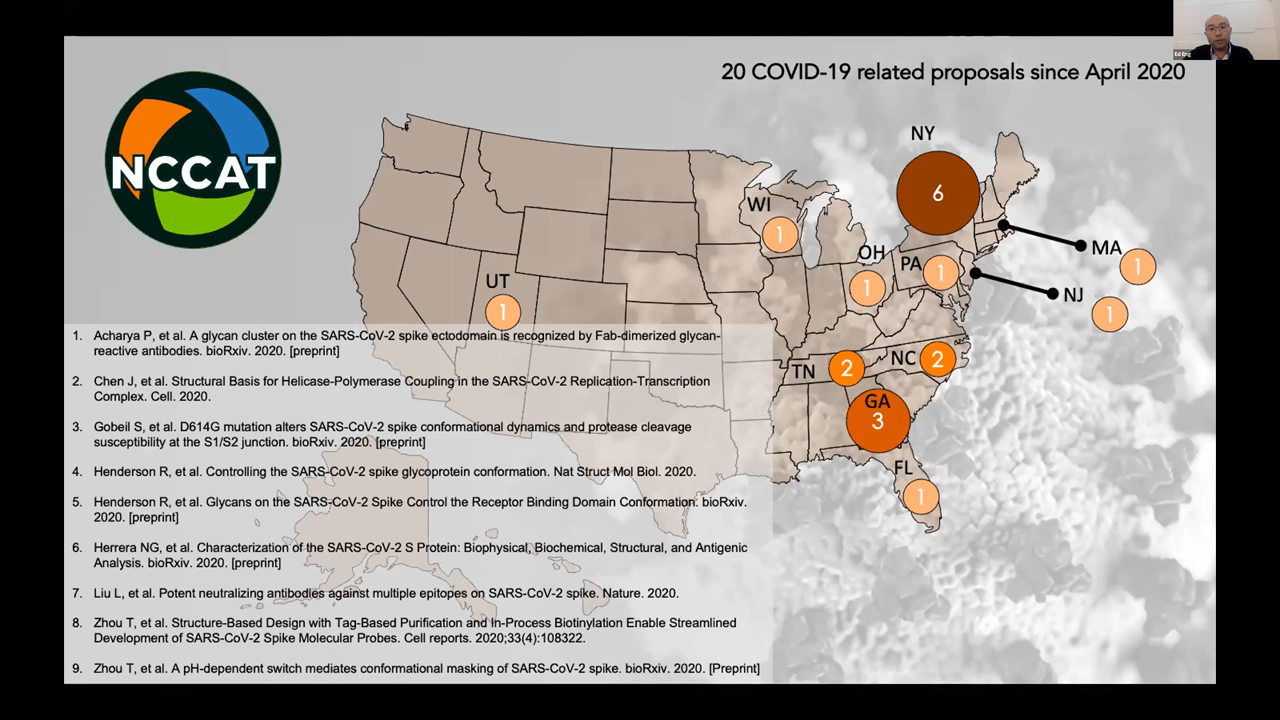 Ed Eng
20 COVID-19 related proposals since April 2020
NCCAT
NY
6
WI
1
OH
1
PA
1
MA
1
NJ
1
UT
1
TN
2
NC
2
GA
3
FL
1
1. Acharya P, et al. A glycan cluster on the SARS-CoV-2 spike ectodomain is recognized by Fab-dimerized glycan-
reactive antibodies. bioRxiv. 2020. [preprint]
2. Chen J, et al. Structural Basis for Helicase-Polymerase Coupling in the SARS-CoV-2 Replication-Transcription
Complex. Cell. 2020.
3. Gobeil S, et al. D614G mutation alters SARS-CoV-2 spike conformational dynamics and protease cleavage
susceptibility at the S1/S2 junction. bioRxiv. 2020. [preprint]
4. Henderson R, et al. Controlling the SARS-CoV-2 spike glycoprotein conformation. Nat Struct Mol Biol. 2020.
5. Henderson R, et al. Glycans on the SARS-CoV-2 Spike Control the Receptor Binding Domain Conformation. bioRxiv.
2020. [preprint]
6. Herrera NG, et al. Characterization of the SARS-CoV-2 S Protein: Biophysical, Biochemical, Structural, and Antigenic
Analysis. bioRxiv. 2020. [preprint]
7. Liu L, et al. Potent neutralizing antibodies against multiple epitopes on SARS-CoV-2 spike. Nature. 2020.
8. Zhou T, et al. Structure-Based Design with Tag-Based Purification and In-Process Biotinylation Enable Streamlined
Development of SARS-CoV-2 Spike Molecular Probes. Cell reports. 2020;33(4):108322.
9. Zhou T, et al. A pH-dependent switch mediates conformational masking of SARS-CoV-2 spike. bioRxiv. 2020. [Preprint]